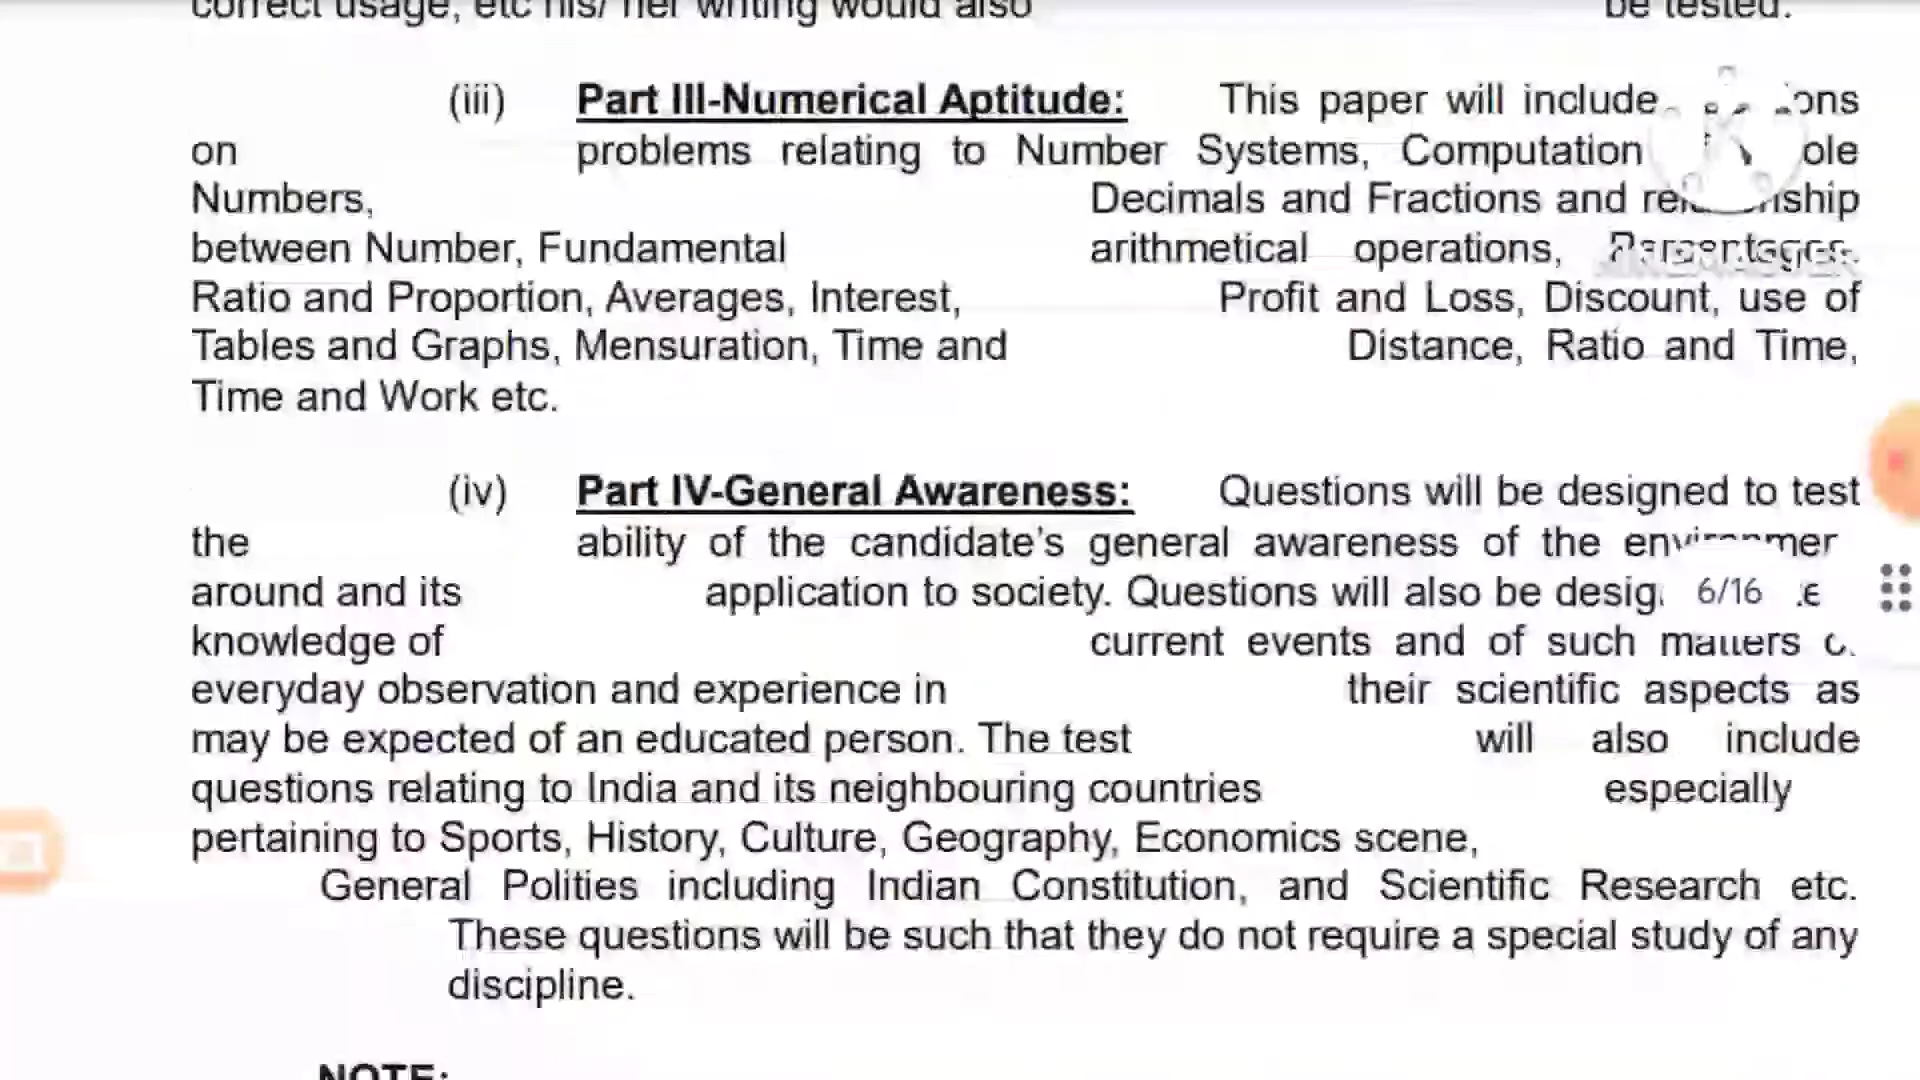 correct usage, etc his/ her writing would also be tested.
(iii) Part III-Numerical Aptitude: This paper will include
on problems relating to Number Systems, Computation
Numbers, Decimals and Fractions and
between Number, Fundamental arithmetical operations, Percentages,
Ratio and Proportion, Averages, Interest, Profit and Loss, Discount, use of
Tables and Graphs, Mensuration, Time and Distance, Ratio and Time,
Time and Work etc.
(iv) Part IV-General Awareness: Questions will be designed to test
the ability of the candidate's general awareness of the
around and its application to society. Questions will also be
6/16
knowledge of current events and of such matters
everyday observation and experience in their scientific aspects as
may be expected of an educated person. The test will also include
questions relating to India and its neighbouring countries especially
pertaining to Sports, History, Culture, Geography, Economics scene,
General Polities including Indian Constitution, and Scientific Research etc.
These questions will be such that they do not require a special study of any
discipline.
NOTE: